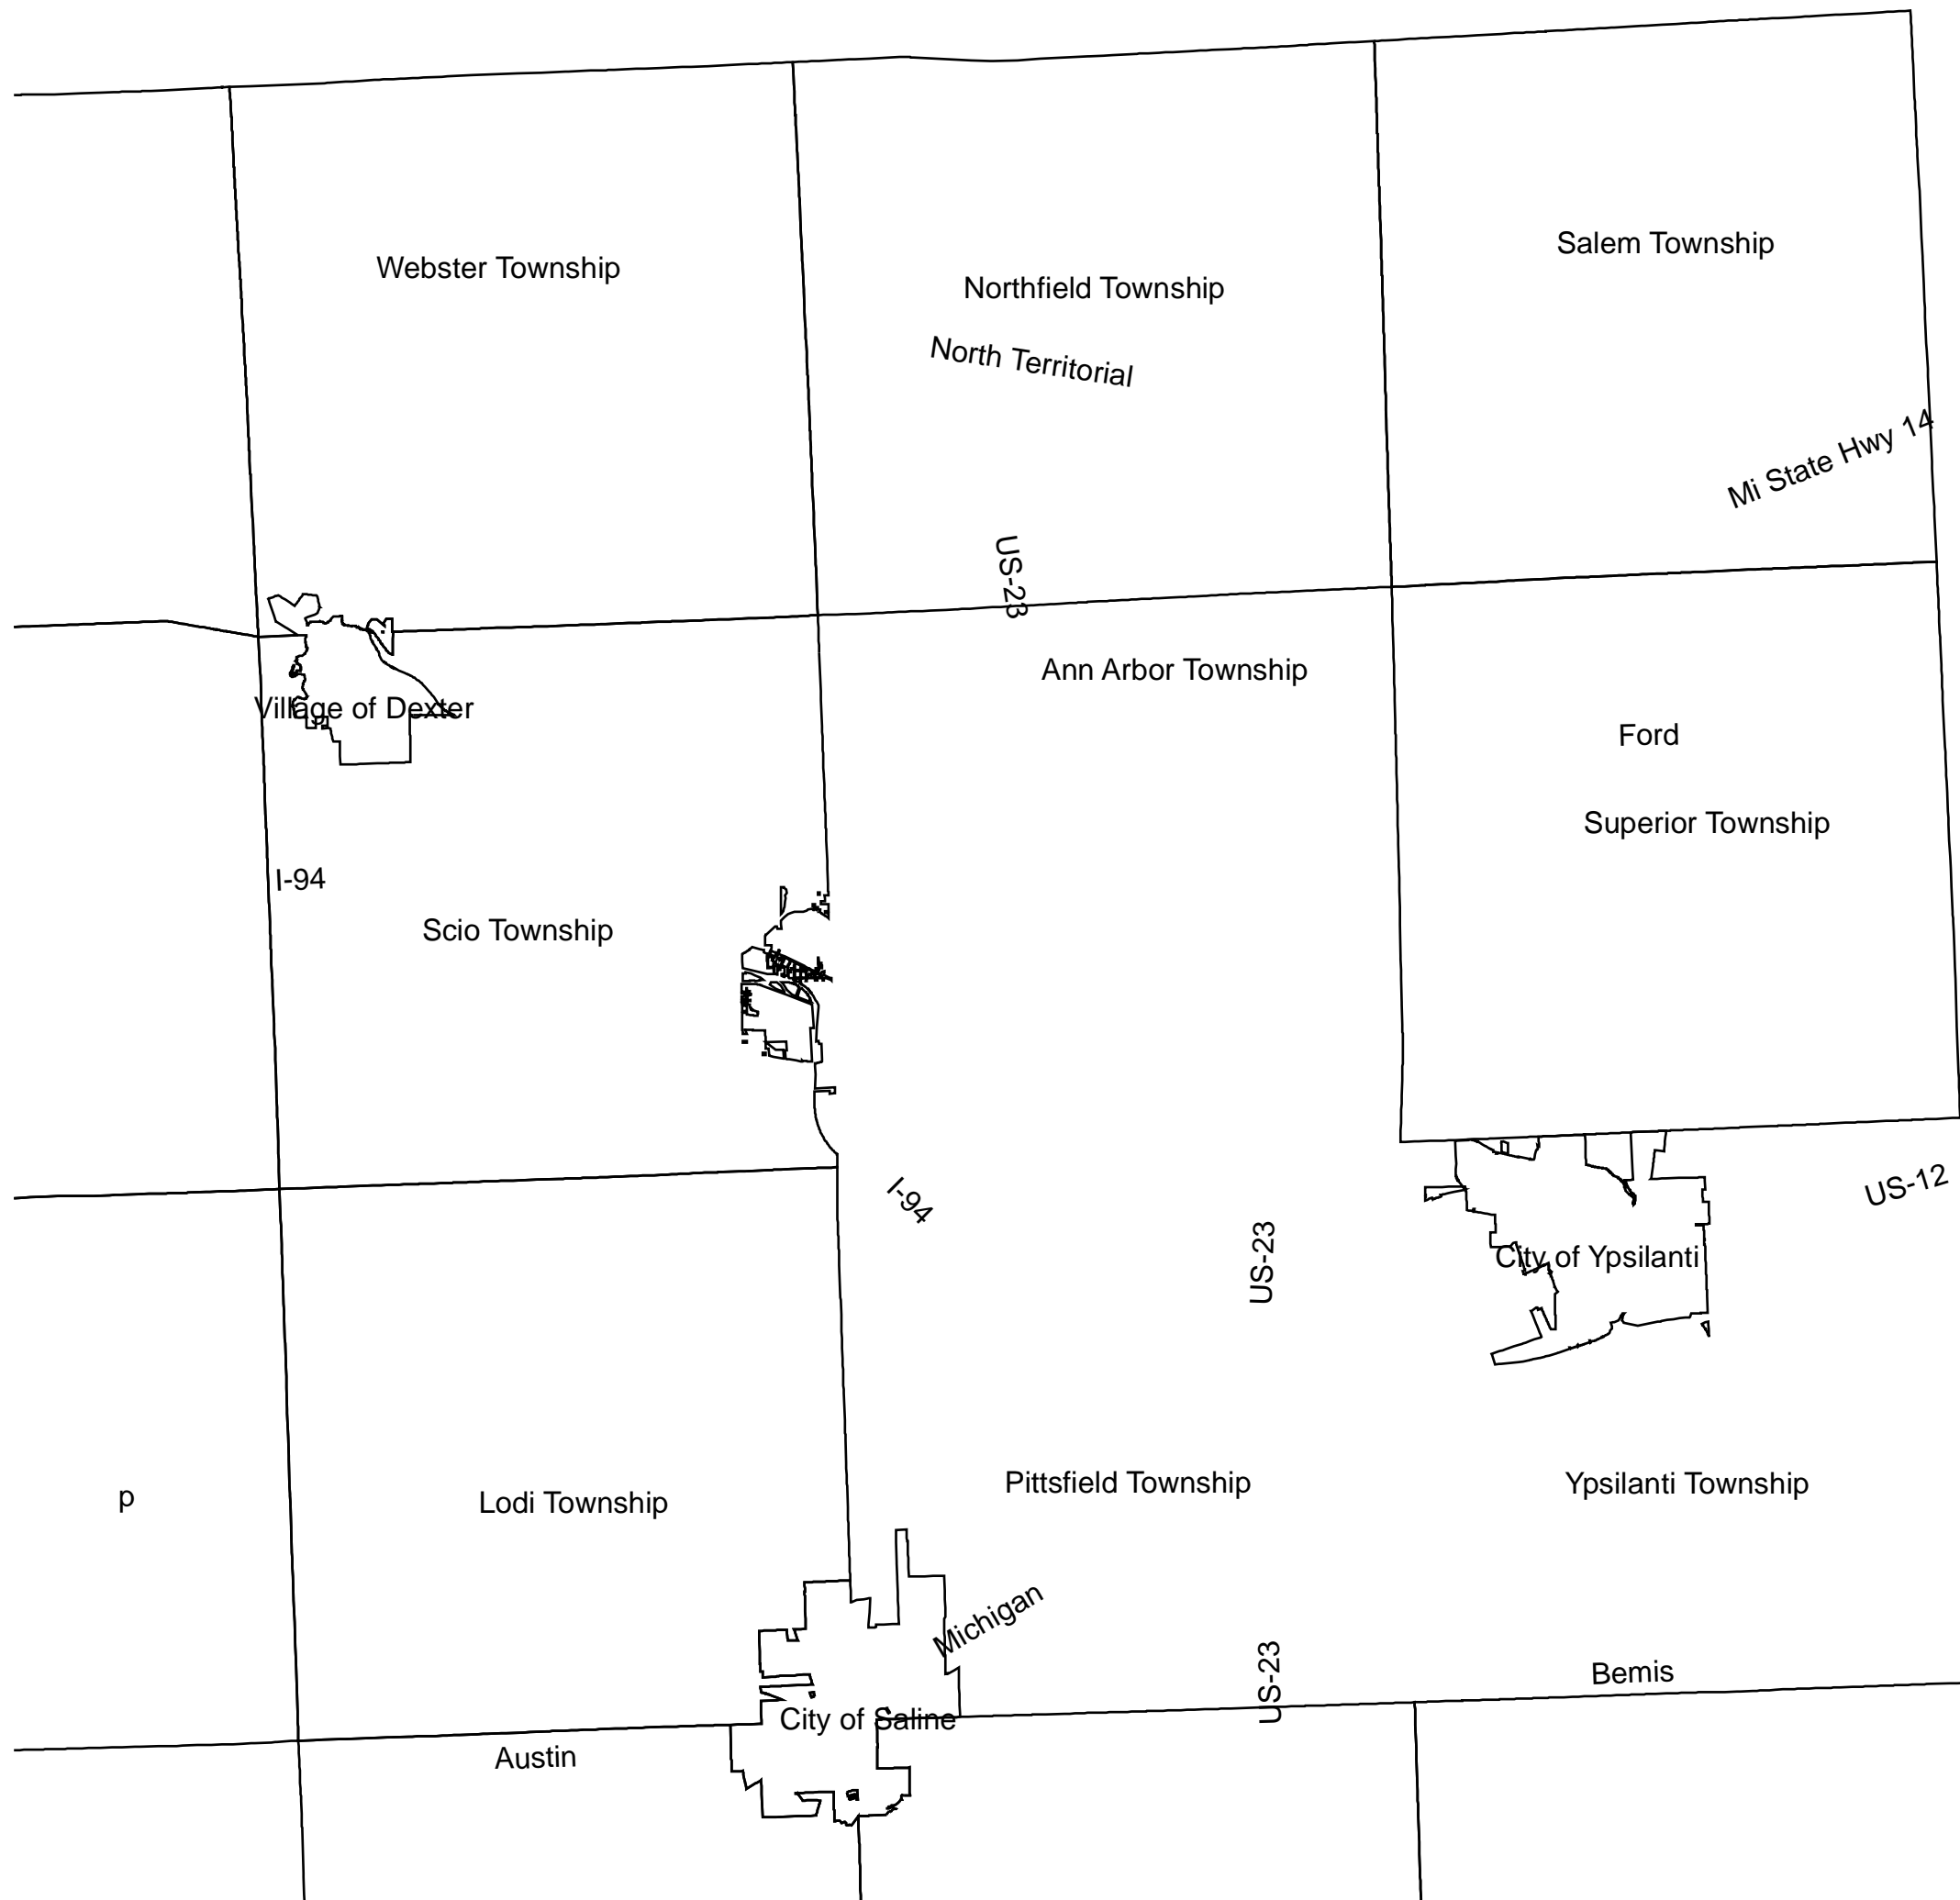 Salem Township
Webster Township
Northfield Township
North Territorial
Mi State Hwy 14
US-23
Ann Arbor Township
Village of Dexter
Ford
Superior Township
I-94
Scio Township
I-94
US-12
US-23
City of Ypsilanti
p
Lodi Township
Pittsfield Township
Ypsilanti Township
Michigan
US-23
Bemis
City of Saline
Austin